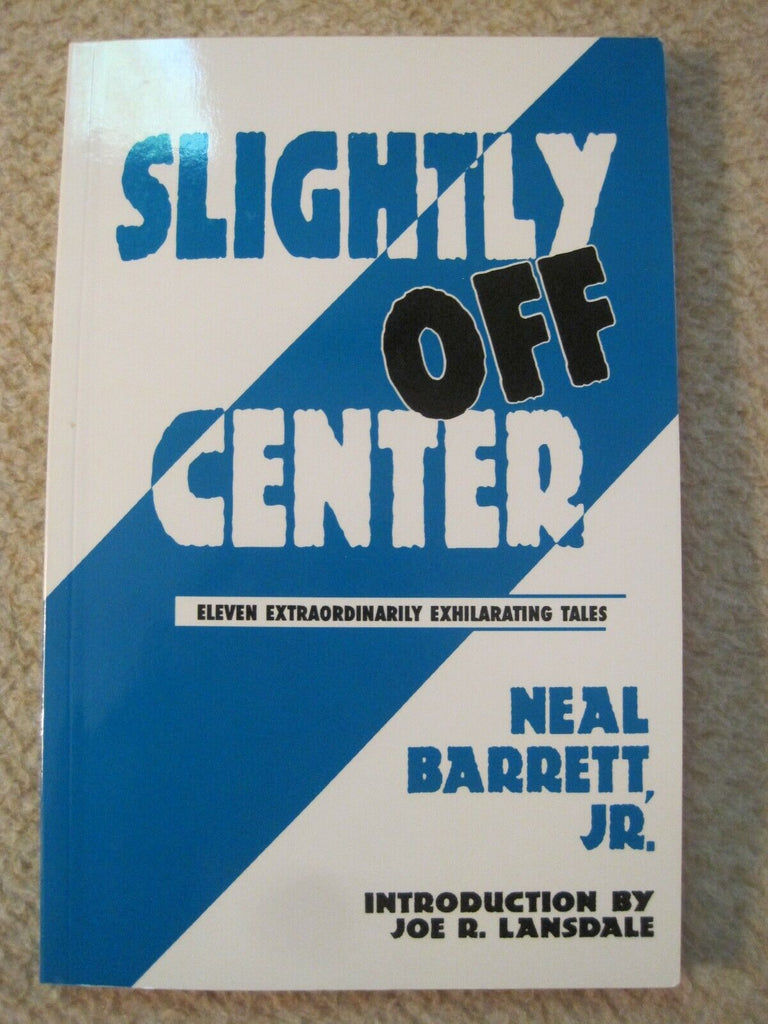 SLIGHTLY
OFF
CENTER
ELEVEN EXTRAORDINARILY EXHILARATING TALES
NEAL
BARRETT,
JR.
INTRODUCTION BY
JOE R. LANSDALE